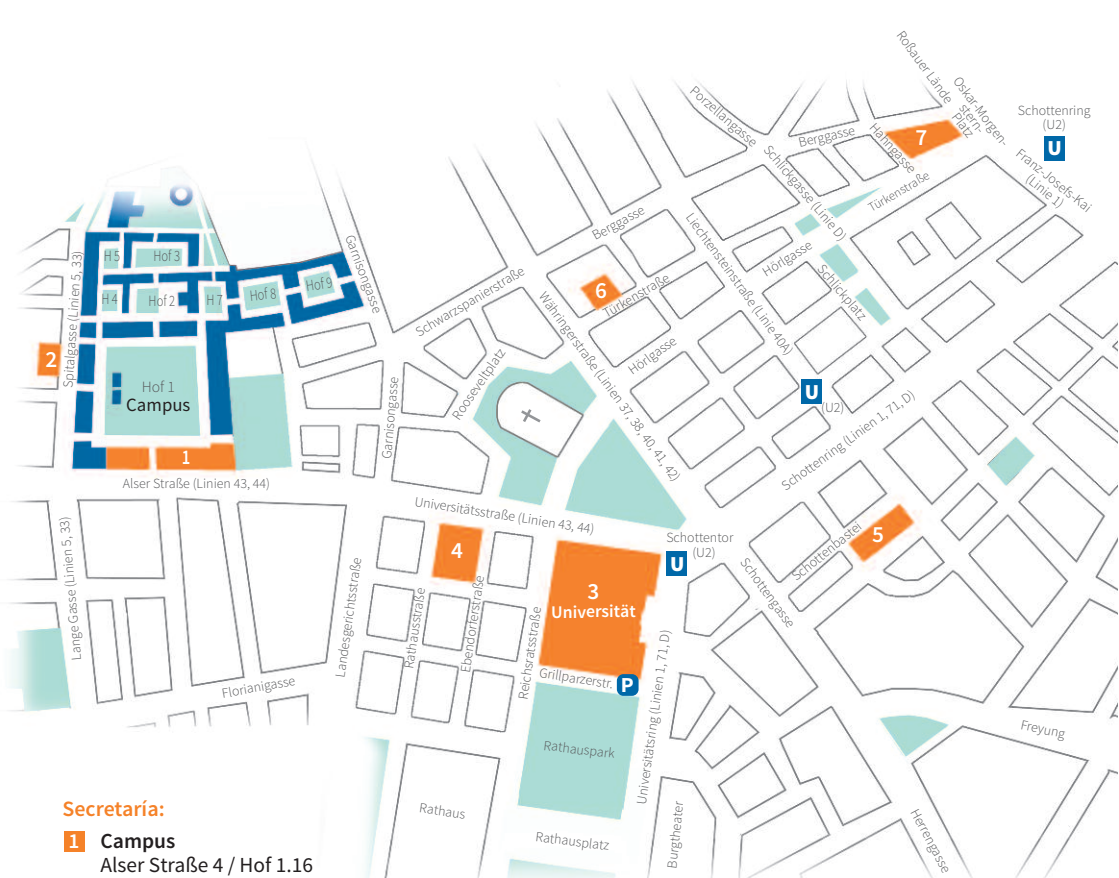 Roßauer Lände
Oskar-Morgen-
stern-
Platz
Schottenring
(U2)
U
Porzellangasse
Berggasse
Hahngasse
7
Franz-Josefs-Kai
(Linie 1)
Schlickgasse (Linie D)
Türkenstraße
Berggasse
Liechtensteinstraße (Linie 40A)
Hörlgasse
Schlickplatz
Garnisongasse
H 5
Hof 3
H 4
Hof 2
H 7
Hof 8
Hof 9
Spitalgasse (Linien 5, 33)
Schwarzspanierstraße
Währingerstraße (Linien 37, 38, 40, 41, 42)
6
Türkenstraße
Hörlgasse
2
Hof 1
Campus
Rooseveltplatz
Garnisongasse
U
(U2)
Schottenring (Linien 1, 71, D)
1
Alser Straße (Linien 43, 44)
Universitätsstraße (Linien 43, 44)
Schottentor
(U2)
U
5
Schottenbastei
Schottengasse
Lange Gasse (Linien 5, 33)
Landesgerichtsstraße
4
Rathausstraße
Ebendorferstraße
Reichsratsstraße
3
Universität
Grillparzerstr.
P
Universitätsring (Linien 1, 71, D)
Florianigasse
Freyung
Rathauspark
Rathaus
Rathausplatz
Burgtheater
Herrengasse
Secretaría:
1 Campus
Alser Straße 4 / Hof 1.16